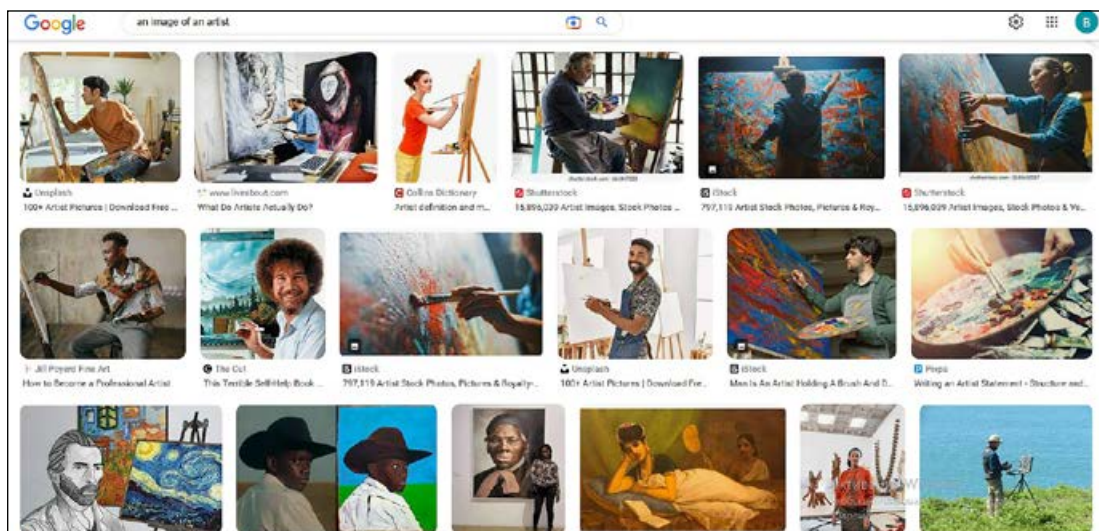 Google
an image of an artist
B
Unsplash
100+ Artist Pictures | Download Free ...
www.liveabout.com
What Do Artists Actually Do?
Collins Dictionary
Artist definition and m...
Shutterstock
15,896,039 Artist Images, Stock Photos ...
iStock
797,119 Artist Stock Photos, Pictures & Roy...
Shutterstock
15,896,039 Artist Images, Stock Photos & Ve...
Fine Art
How to Become a Professional Artist
The Cut
This Terrible Self-Help Book ...
iStock
797,119 Artist Stock Photos, Pictures & Royalty-...
Unsplash
100+ Artist Pictures | Download Fre...
iStock
Man Is An Artist Holding A Brush And D...
Pixpa
Writing an Artist Statement - Structure and...